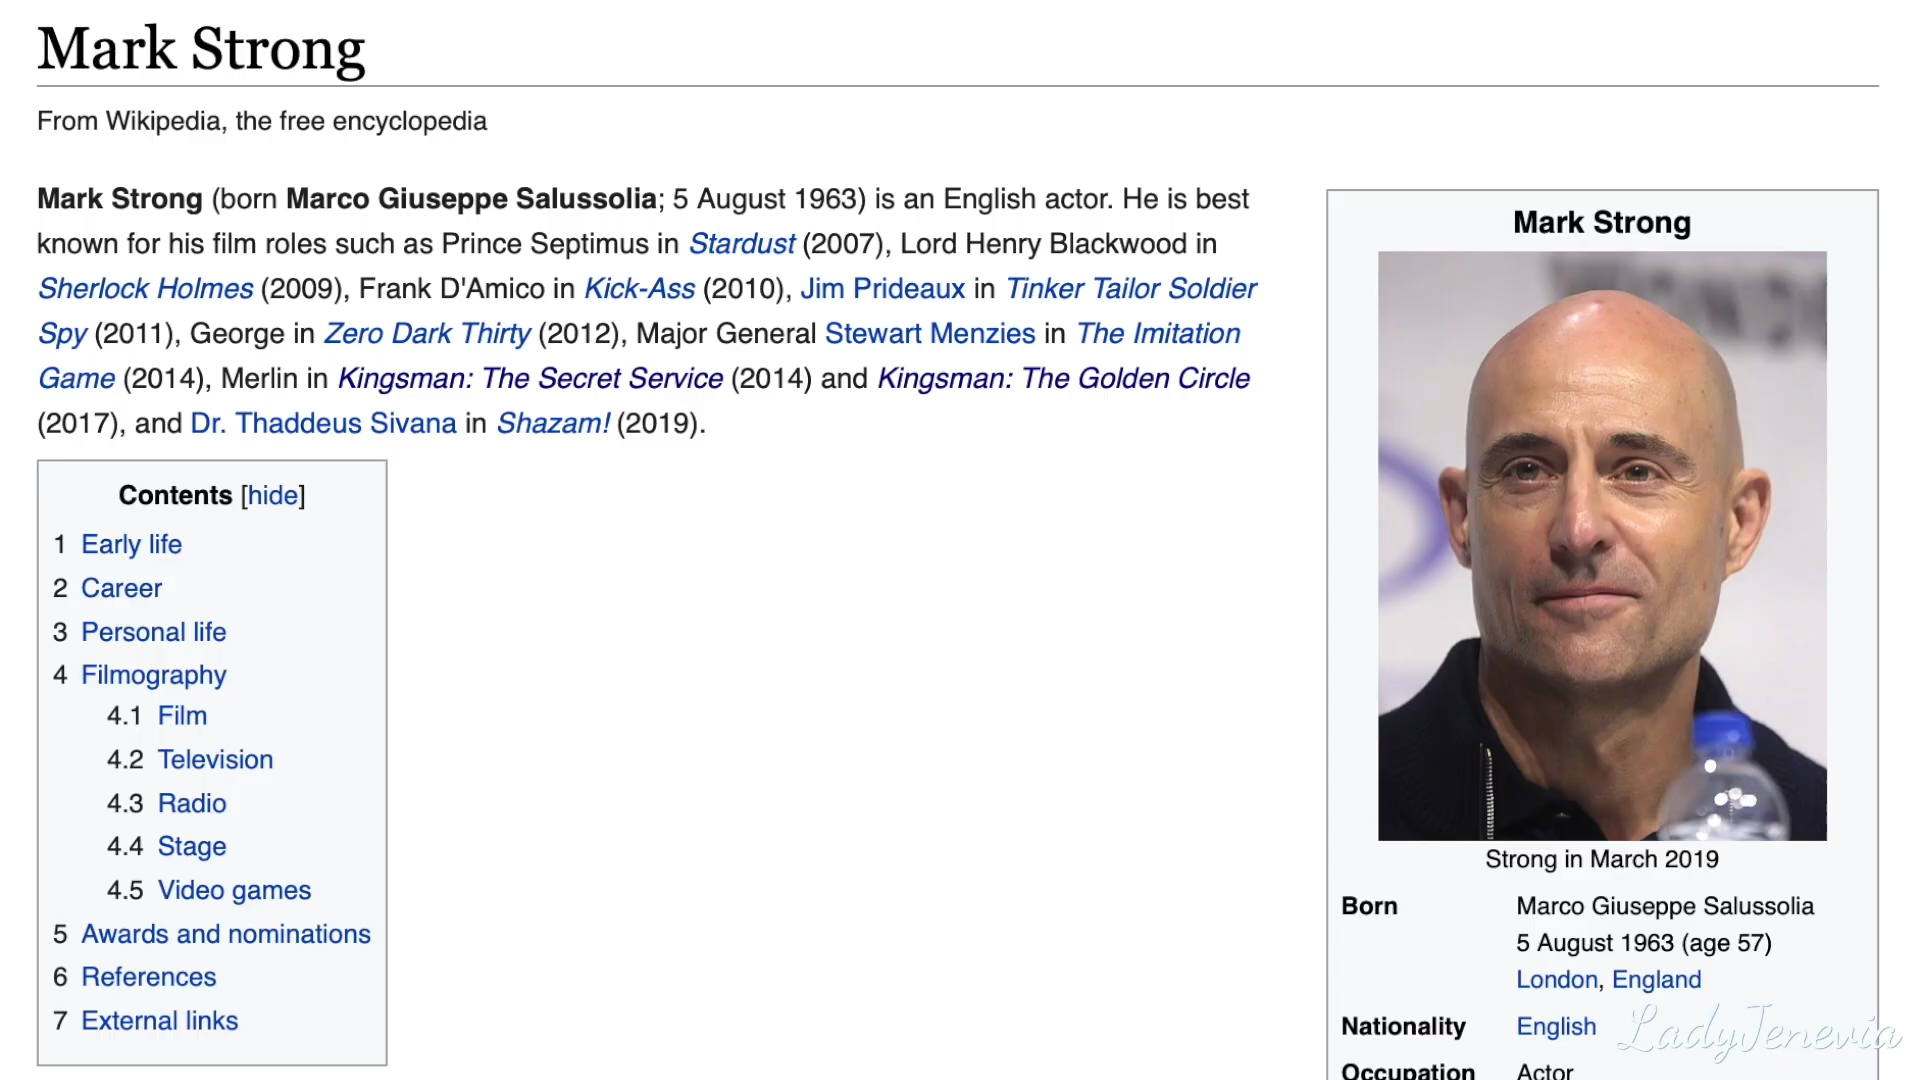 Mark Strong
From Wikipedia, the free encyclopedia
Mark Strong (born Marco Giuseppe Salussolia; 5 August 1963) is an English actor. He is best
known for his film roles such as Prince Septimus in Stardust (2007), Lord Henry Blackwood in
Sherlock Holmes (2009), Frank D'Amico in Kick-Ass (2010), Jim Prideaux in Tinker Tailor Soldier
Spy (2011), George in Zero Dark Thirty (2012), Major General Stewart Menzies in The Imitation
Game (2014), Merlin in Kingsman: The Secret Service (2014) and Kingsman: The Golden Circle
(2017), and Dr. Thaddeus Sivana in Shazam! (2019).
Contents [hide]
1 Early life
2 Career
3 Personal life
4 Filmography
4.1 Film
4.2 Television
4.3 Radio
4.4 Stage
4.5 Video games
5 Awards and nominations
6 References
7 External links
Mark Strong
Strong in March 2019
Born Marco Giuseppe Salussolia
5 August 1963 (age 57)
London, England
Nationality English
Occupation Actor
LadyJenevia